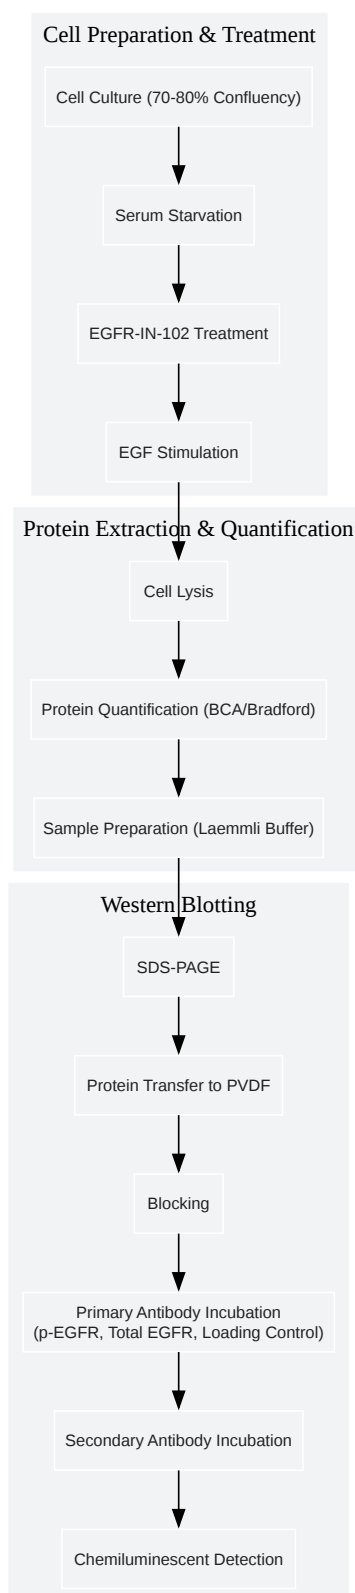 Cell Preparation & Treatment
Cell Culture (70-80% Confluency)
Serum Starvation
EGFR-IN-102 Treatment
EGF Stimulation
Protein Extraction & Quantification
Cell Lysis
Protein Quantification (BCA/Bradford)
Sample Preparation (Laemmli Buffer)
Western Blotting
SDS-PAGE
Protein Transfer to PVDF
Blocking
Primary Antibody Incubation
(p-EGFR, Total EGFR, Loading Control)
Secondary Antibody Incubation
Chemiluminescent Detection